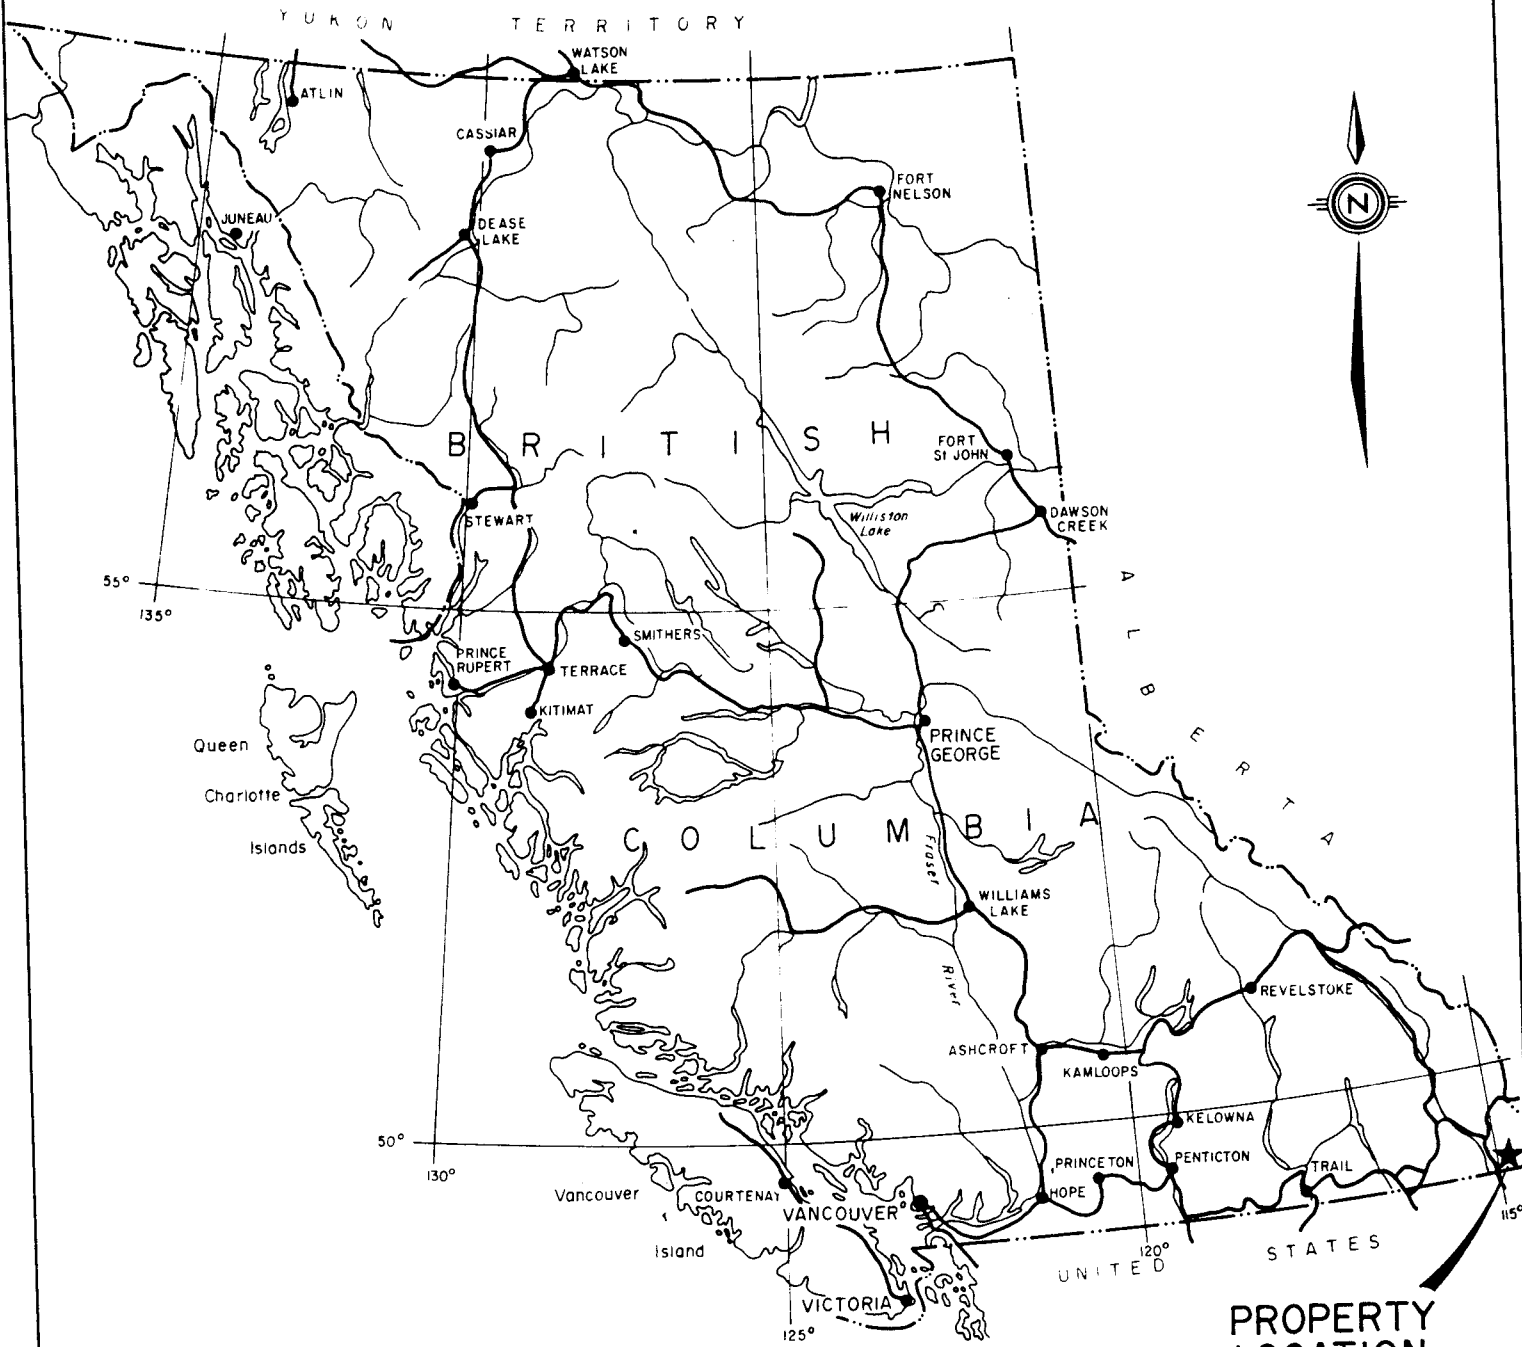 YUKON TERRITORY
WATSON
LAKE
ATLIN
CASSIAR
FORT
NELSON
N
JUNEAU
DEASE
LAKE
BRITISH
FORT
St JOHN
STEWART
Williston
Lake
DAWSON
CREEK
55°
135°
ALBERTA
SMITHERS
PRINCE
RUPERT
TERRACE
KITIMAT
Queen
Charlotte
Islands
PRINCE
GEORGE
COLUMBIA
Fraser
River
WILLIAMS
LAKE
REVELSTOKE
ASHCROFT
KAMLOOPS
KELOWNA
50°
130°
PRINCETON
PENTICTON
TRAIL
HOPE
Vancouver
Island
COURTENAY
VANCOUVER
115°
120°
UNITED STATES
VICTORIA
125°
PROPERTY
LOCATION